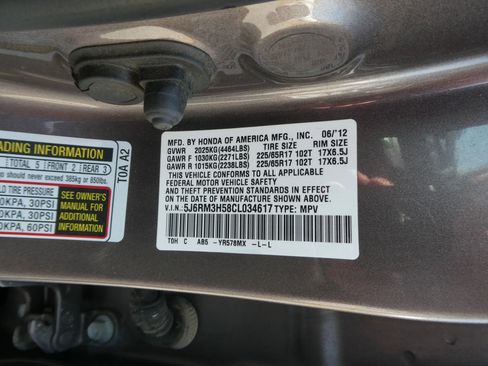 MFD. BY HONDA OF AMERICA MFG., INC. 06/12
GVWR 2025KG(4464LBS) TIRE SIZE RIM SIZE
GAWR F 1030KG(2271LBS) 225/65R17 102T 17X6.5J
GAWR R 1015KG(2238LBS) 225/65R17 102T 17X6.5J
THIS VEHICLE CONFORMS TO ALL APPLICABLE
FEDERAL MOTOR VEHICLE SAFETY
AND THEFT PREVENTION STANDARDS IN EFFECT
ON THE DATE OF MANUFACTURE SHOWN ABOVE.
V.I.N. 5J6RM3H58CL034617 TYPE: MPV
TOH C AB5 -YR578MX -L-L
ADING INFORMATION
TOTAL 5 FRONT 2 REAR 3
should never exceed 385kg or 850lbs.
TOA A2
D TIRE PRESSURE
0KPA, 30PSI
0KPA, 30PSI
0KPA, 60PSI
SEE OWNER'S
MANUAL FOR
ADDITIONAL
INFORMATION